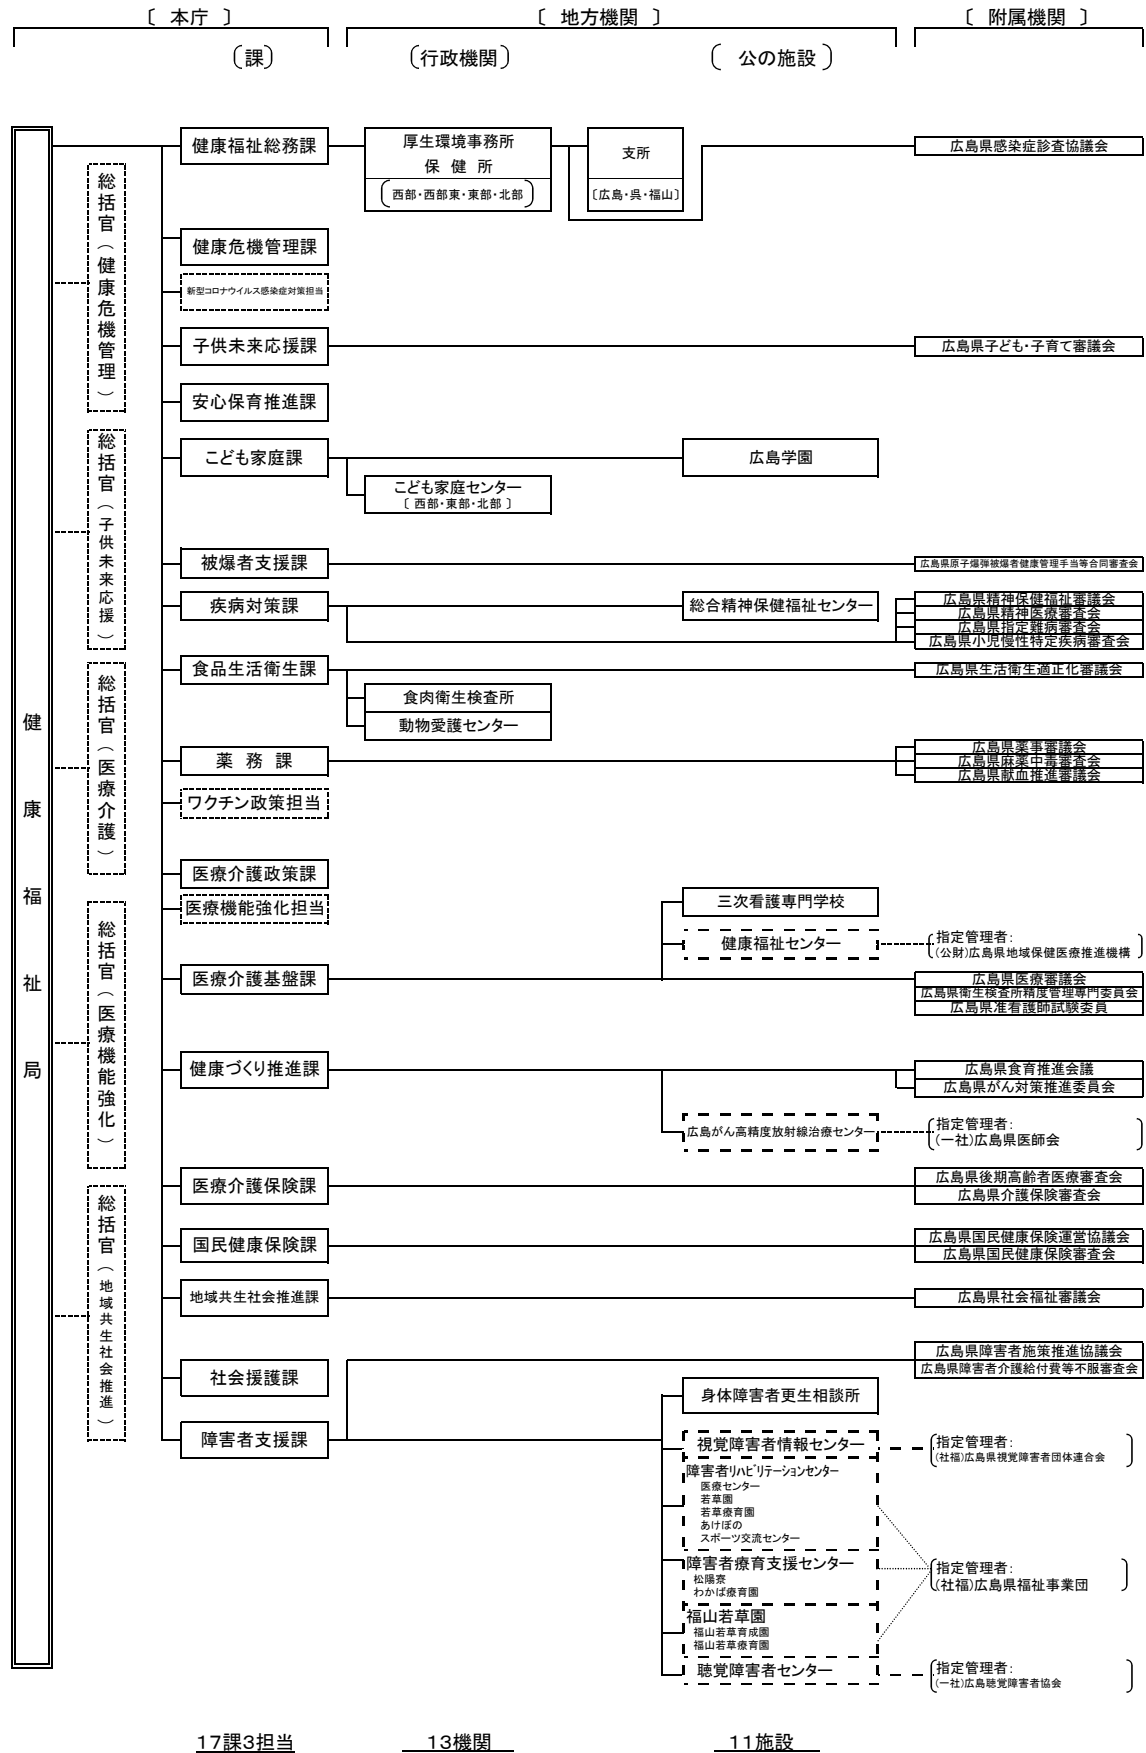 〔 本庁 〕
〔 地方機関 〕
〔 附属機関 〕
〔課〕
〔行政機関〕
〔 公の施設 〕
健康福祉局
総括官(健康危機管理)
総括官(子供未来応援)
総括官(医療介護)
総括官(医療機能強化)
総括官(地域共生社会推進)
健康福祉総務課
厚生環境事務所
保 健 所
〔西部・西部東・東部・北部〕
支所
〔広島・呉・福山〕
広島県感染症診査協議会
健康危機管理課
新型コロナウイルス感染症対策担当
子供未来応援課
広島県子ども・子育て審議会
安心保育推進課
こども家庭課
広島学園
こども家庭センター
〔 西部・東部・北部 〕
被爆者支援課
広島県原子爆弾被爆者健康管理手当等合同審査会
疾病対策課
総合精神保健福祉センター
広島県精神保健福祉審議会
広島県精神医療審査会
広島県指定難病審査会
広島県小児慢性特定疾病審査会
食品生活衛生課
広島県生活衛生適正化審議会
食肉衛生検査所
動物愛護センター
薬 務 課
広島県薬事審議会
広島県麻薬中毒審査会
広島県献血推進審議会
ワクチン政策担当
医療介護政策課
医療機能強化担当
三次看護専門学校
健康福祉センター
指定管理者:
(公財)広島県地域保健医療推進機構
医療介護基盤課
広島県医療審議会
広島県衛生検査所精度管理専門委員会
広島県准看護師試験委員
健康づくり推進課
広島県食育推進会議
広島県がん対策推進委員会
広島がん高精度放射線治療センター
指定管理者:
(一社)広島県医師会
医療介護保険課
広島県後期高齢者医療審査会
広島県介護保険審査会
国民健康保険課
広島県国民健康保険運営協議会
広島県国民健康保険審査会
地域共生社会推進課
広島県社会福祉審議会
社会援護課
広島県障害者施策推進協議会
広島県障害者介護給付費等不服審査会
身体障害者更生相談所
障害者支援課
視覚障害者情報センター
指定管理者:
(社福)広島県視覚障害者団体連合会
障害者リハビリテーションセンター
医療センター
若草園
若草療育園
あけぼの
スポーツ交流センター
障害者療育支援センター
松陽寮
わかば療育園
指定管理者:
(社福)広島県福祉事業団
福山若草園
福山若草育成園
福山若草療育園
聴覚障害者センター
指定管理者:
(一社)広島聴覚障害者協会
17課3担当
13機関
11施設